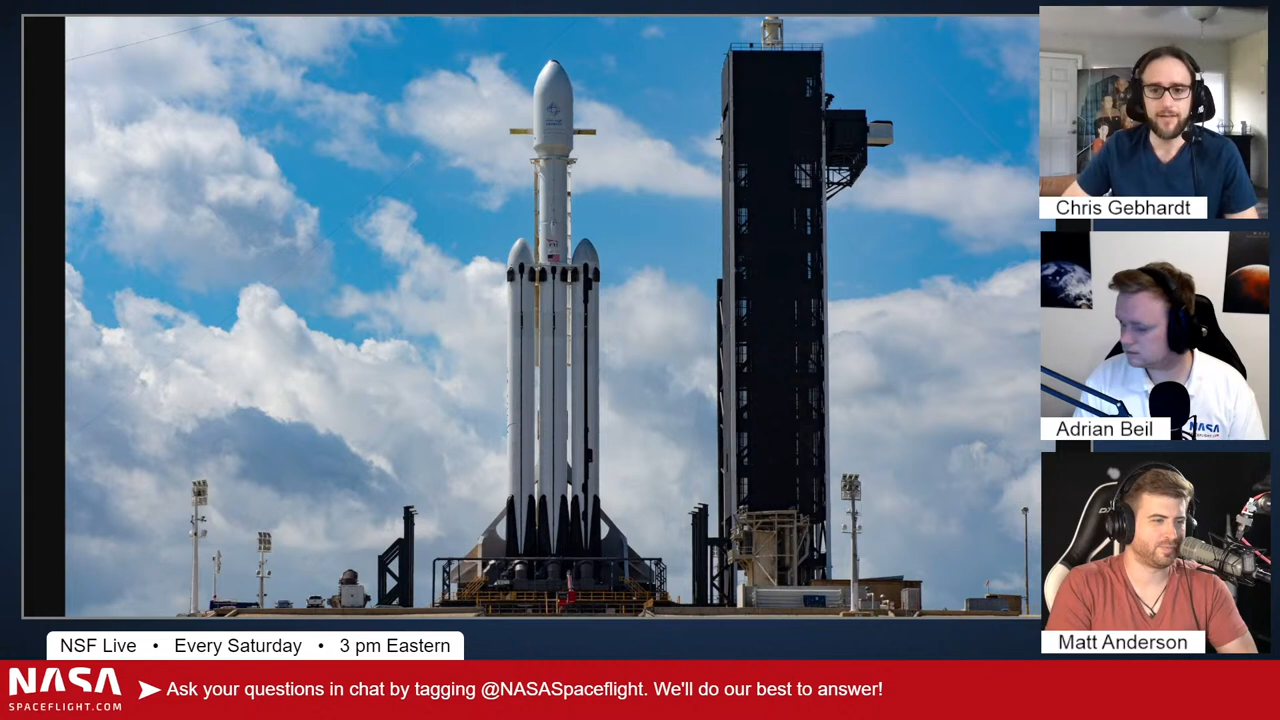 Chris Gebhardt
Adrian Beil
NASA
Matt Anderson
NSF Live • Every Saturday • 3 pm Eastern
NASA
SPACEFLIGHT.COM
Ask your questions in chat by tagging @NASASpaceflight. We'll do our best to answer!